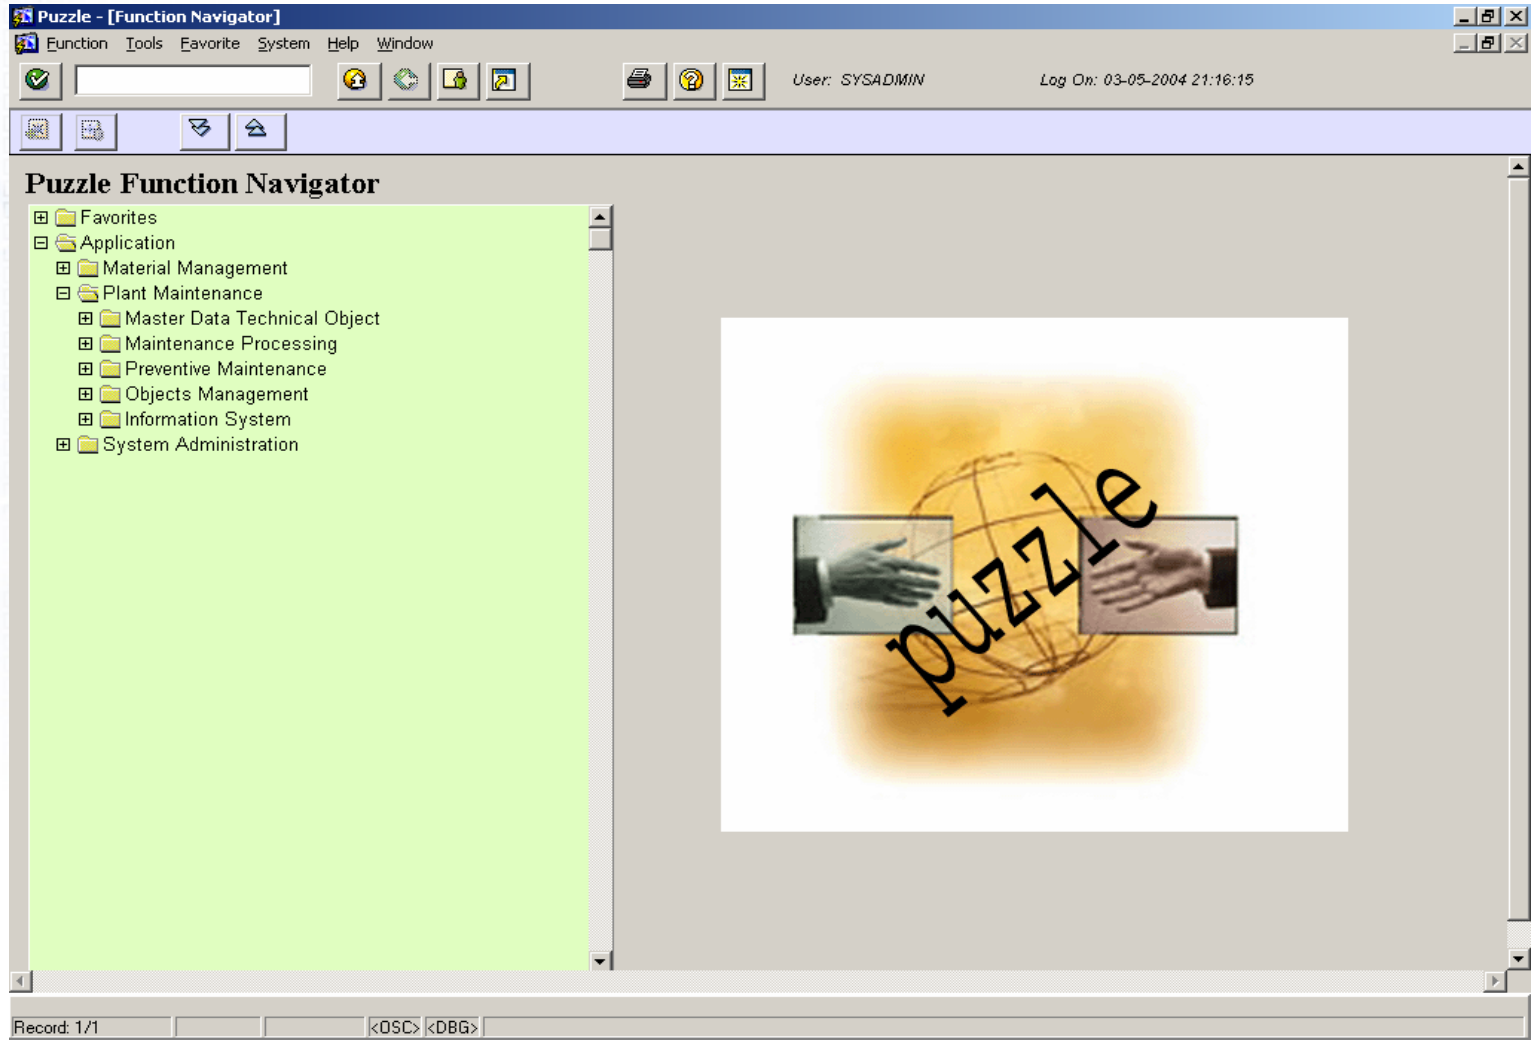 Puzzle - [Function Navigator]
Function Tools Favorite System Help Window
User: SYSADMIN Log On: 03-05-2004 21:16:15
Puzzle Function Navigator
Favorites
Application
Material Management
Plant Maintenance
Master Data Technical Object
Maintenance Processing
Preventive Maintenance
Objects Management
Information System
System Administration
puzzle
Record: 1/1 <OSC> <DBG>